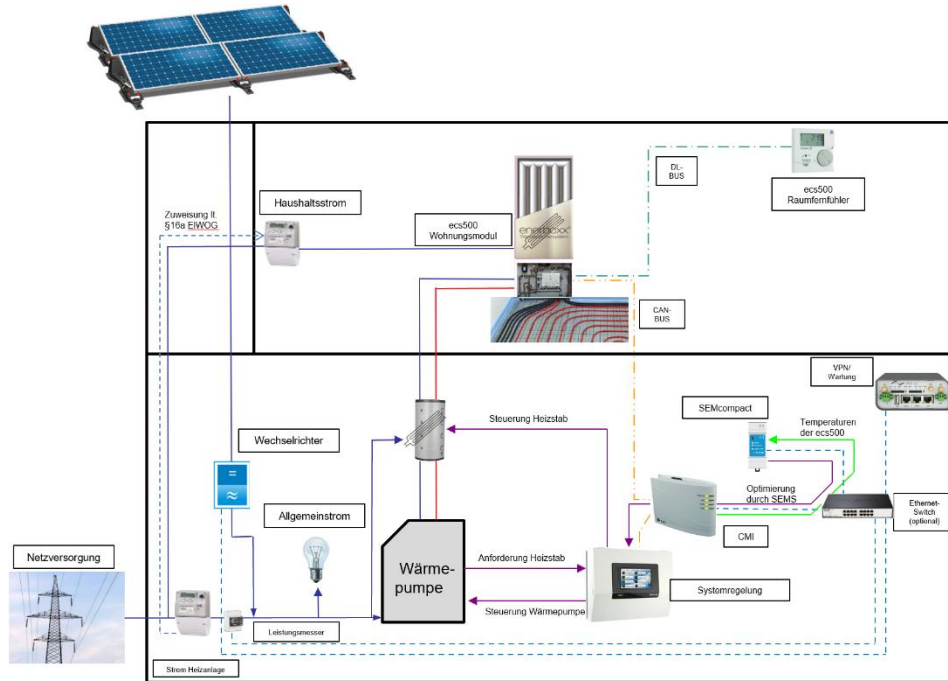 DL-
BUS
ecs500
Raumfernfühler
Zuweisung lt.
§16a ElWOG
Haushaltsstrom
ecs500
Wohnungsmodul
enerboxx
CAN-
BUS
VPN/
Wartung
SEMcompact
Steuerung Heizstab
Temperaturen
der ecs500
Wechselrichter
Optimierung
durch SEMS
Allgemeinstrom
Ethernet-
Switch
(optional)
CMI
Netzversorgung
Wärme-
pumpe
Anforderung Heizstab
Systemregelung
Steuerung Wärmepumpe
Leistungsmesser
Strom Heizanlage